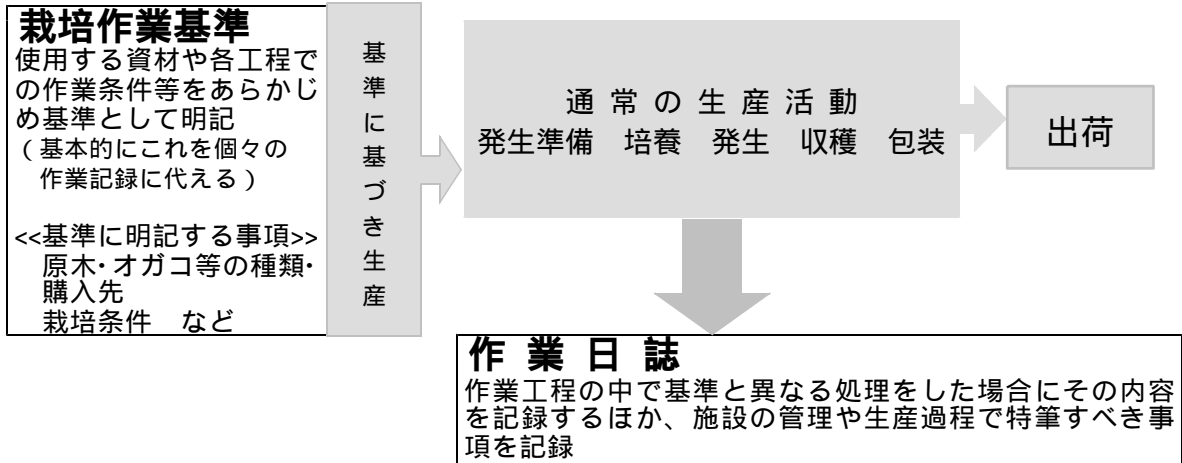 栽培作業基準
使用する資材や各工程で
の作業条件等をあらかじ
め基準として明記
(基本的にこれを個々の
作業記録に代える)
<<基準に明記する事項>>
原木・オガコ等の種類・
購入先
栽培条件　など
基準に基づき生産
通常の生産活動
発生準備　培養　発生　収穫　包装
出荷
作業日誌
作業工程の中で基準と異なる処理をした場合にその内容
を記録するほか、施設の管理や生産過程で特筆すべき事
項を記録